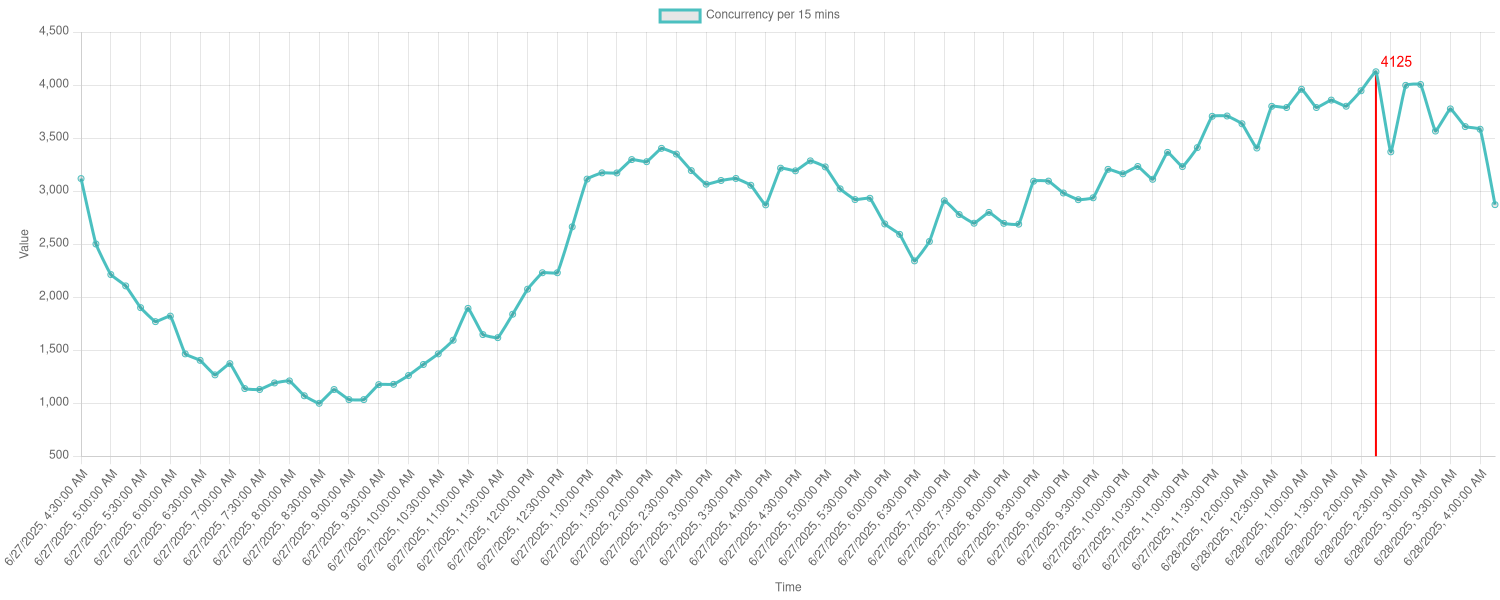 Concurrency per 15 mins
4,500
4125
4,000
3,500
3,000
2,500
2,000
1,500
1,000
500
Value
6/27/2025, 4:30:00 AM
6/27/2025, 5:00:00 AM
6/27/2025, 5:30:00 AM
6/27/2025, 6:00:00 AM
6/27/2025, 6:30:00 AM
6/27/2025, 7:00:00 AM
6/27/2025, 7:30:00 AM
6/27/2025, 8:00:00 AM
6/27/2025, 8:30:00 AM
6/27/2025, 9:00:00 AM
6/27/2025, 9:30:00 AM
6/27/2025, 10:00:00 AM
6/27/2025, 10:30:00 AM
6/27/2025, 11:00:00 AM
6/27/2025, 11:30:00 AM
6/27/2025, 12:00:00 PM
6/27/2025, 12:30:00 PM
6/27/2025, 1:00:00 PM
6/27/2025, 1:30:00 PM
6/27/2025, 2:00:00 PM
6/27/2025, 2:30:00 PM
6/27/2025, 3:00:00 PM
6/27/2025, 3:30:00 PM
6/27/2025, 4:00:00 PM
6/27/2025, 4:30:00 PM
6/27/2025, 5:00:00 PM
6/27/2025, 5:30:00 PM
6/27/2025, 6:00:00 PM
6/27/2025, 6:30:00 PM
6/27/2025, 7:00:00 PM
6/27/2025, 7:30:00 PM
6/27/2025, 8:00:00 PM
6/27/2025, 8:30:00 PM
6/27/2025, 9:00:00 PM
6/27/2025, 9:30:00 PM
6/27/2025, 10:00:00 PM
6/27/2025, 10:30:00 PM
6/27/2025, 11:00:00 PM
6/27/2025, 11:30:00 PM
6/28/2025, 12:00:00 AM
6/28/2025, 12:30:00 AM
6/28/2025, 1:00:00 AM
6/28/2025, 1:30:00 AM
6/28/2025, 2:00:00 AM
6/28/2025, 2:30:00 AM
6/28/2025, 3:00:00 AM
6/28/2025, 3:30:00 AM
6/28/2025, 4:00:00 AM
Time